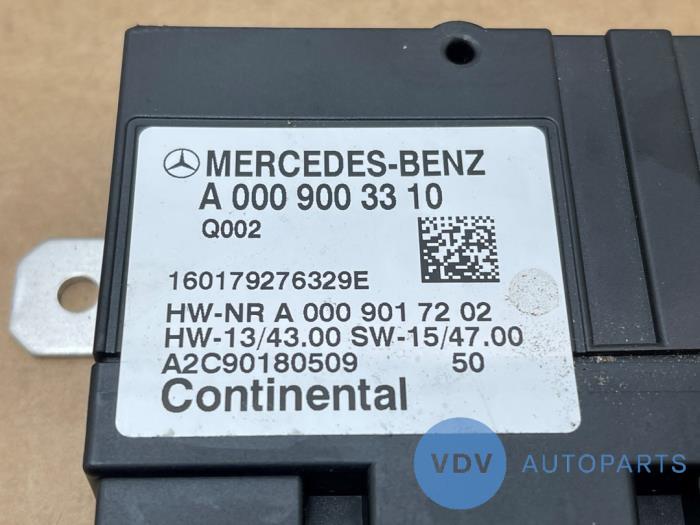 MERCEDES-BENZ
A 000 900 33 10
Q002
160179276329E
HW-NR A 000 901 72 02
HW-13/43.00 SW-15/47.00
A2C90180509 50
Continental
VDV AUTOPARTS